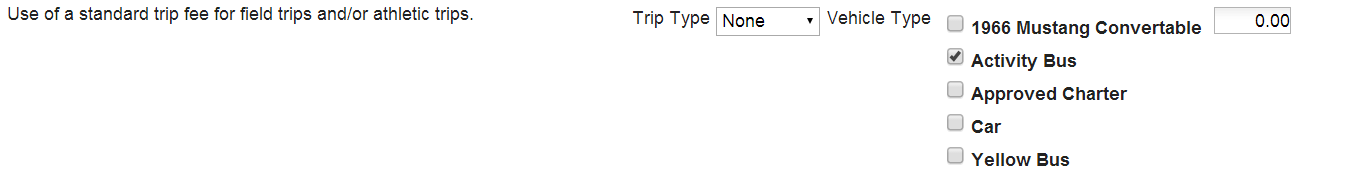 Use of a standard trip fee for field trips and/or athletic trips. Trip Type None Vehicle Type 1966 Mustang Convertable 0.00
Activity Bus
Approved Charter
Car
Yellow Bus